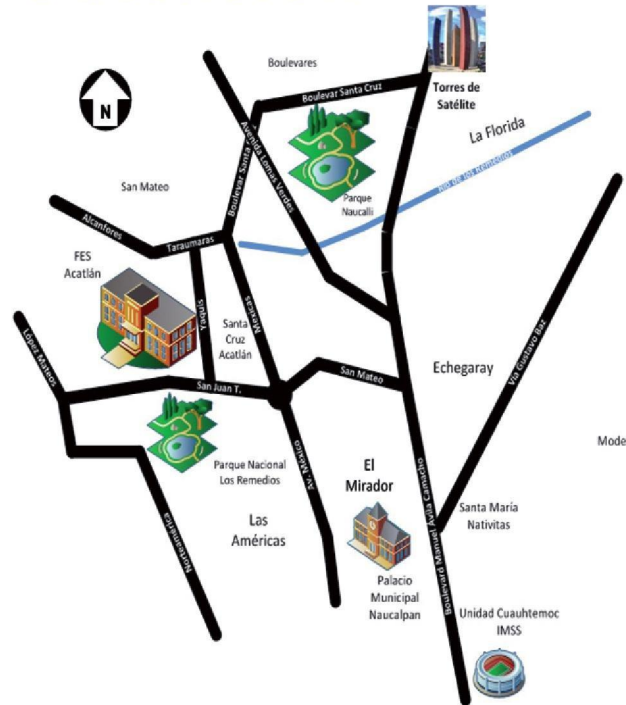 Boulevares
Torres de
Satélite
Boulevar Santa Cruz
N
La Florida
Rio de los Remedios
Avenida Lomas Verdes
Boulevar Santa
Parque
Naucalli
San Mateo
Alcanfores
Taraumaras
FES
Acatlán
Yaquis
Mexicas
Santa
Cruz
Acatlán
López Mateos
San Juan T.
San Mateo
Echegaray
Vía Gustavo Baz
Mode
Parque Nacional
Los Remedios
Av. México
El
Mirador
Boulevard Manuel Ávila Camacho
Las
Américas
Norteamérica
Santa María
Nativitas
Palacio
Municipal
Naucalpan
Unidad Cuauhtemoc
IMSS